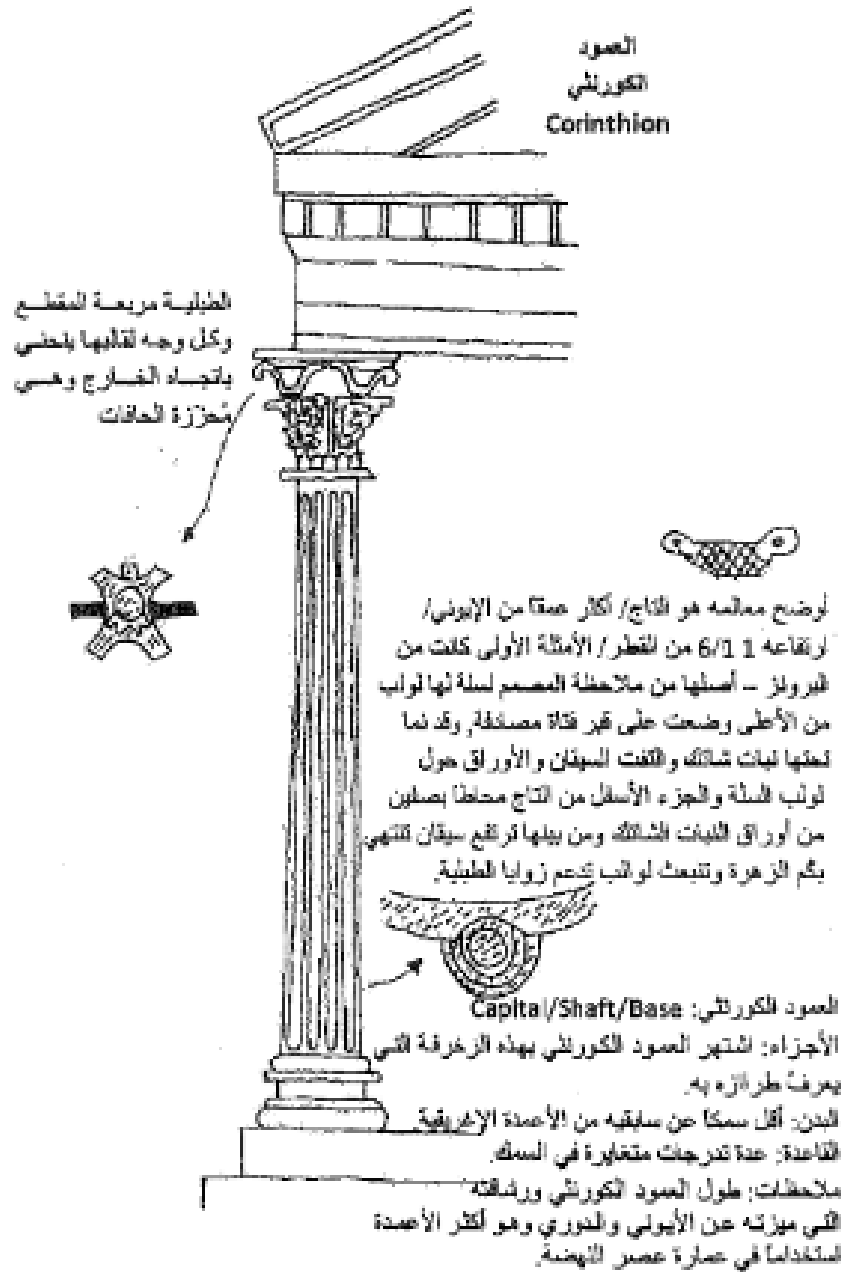 العمود
الكورنثي
Corinthion
الطبلية مربعة المقطع
وكل وجه لقالبها ينحني
باتجاه الخارج وهي
مُحززة الحافات
أوضح معالمه هو التاج/ أكثر عمقاً من الإيوني/
ارتفاعه 1 6/11 من القطر/ الأمثلة الأولى كانت من
البرونز – أصلها من ملاحظة المصمم لسلة لها لولب
من الأعلى وضعت على قبر فتاة مصادفة, وقد نما
تحتها نبات شائك والتفت السيقان والأوراق حول
لولب السلة والجزء الأسفل من التاج محاطا بصفين
من أوراق النبات الشائك ومن بينها ترتفع سيقان تنتهي
بكم الزهرة وتنبعث لوالب تدعم زوايا الطبلية.
العمود الكورنثي: Capital/Shaft/Base
الأجزاء: اشتهر العمود الكورنثي بهذه الزخرفة التي
يعرف طرازه به.
البدن: أقل سمكاً عن سابقيه من الأعمدة الإغريقية
القاعدة: عدة تدرجات متغايرة في السمك.
ملاحظات: طول العمود الكورنثي ورشاقته
التي ميزته عن الأيوني والدوري وهو أكثر الأعمدة
استخداماً في عمارة عصر النهضة.